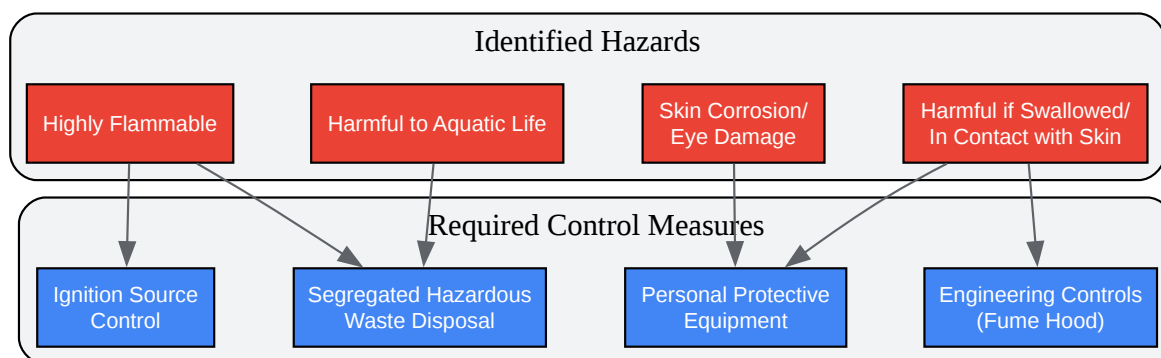 Identified Hazards
Highly Flammable
Harmful to Aquatic Life
Skin Corrosion/
Eye Damage
Harmful if Swallowed/
In Contact with Skin
Required Control Measures
Ignition Source
Control
Segregated Hazardous
Waste Disposal
Personal Protective
Equipment
Engineering Controls
(Fume Hood)